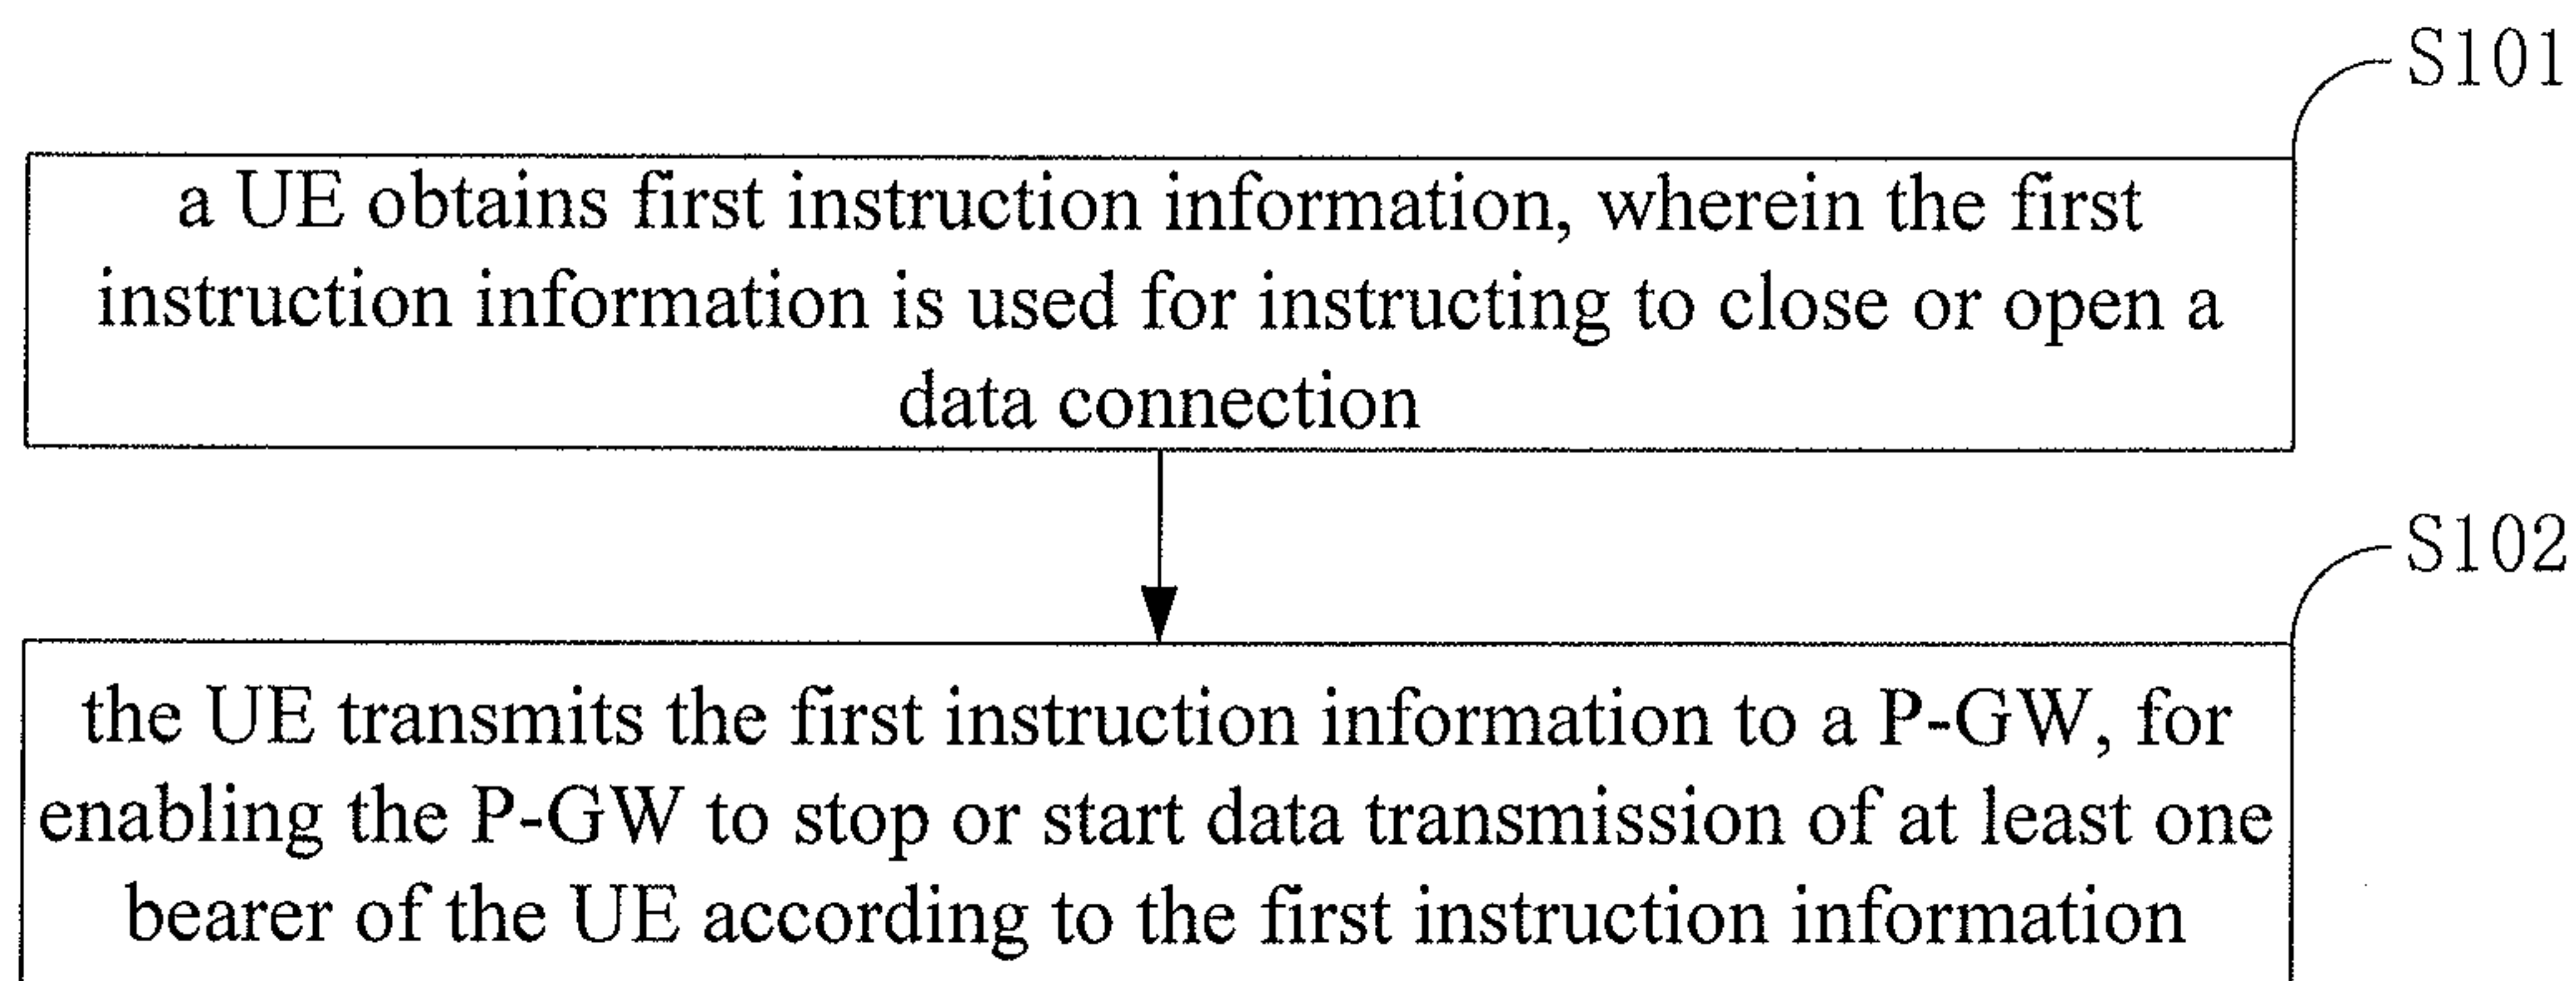 S101
a UE obtains first instruction information, wherein the first
instruction information is used for instructing to close or open a
data connection
S102
the UE transmits the first instruction information to a P-GW, for
enabling the P-GW to stop or start data transmission of at least one
bearer of the UE according to the first instruction information